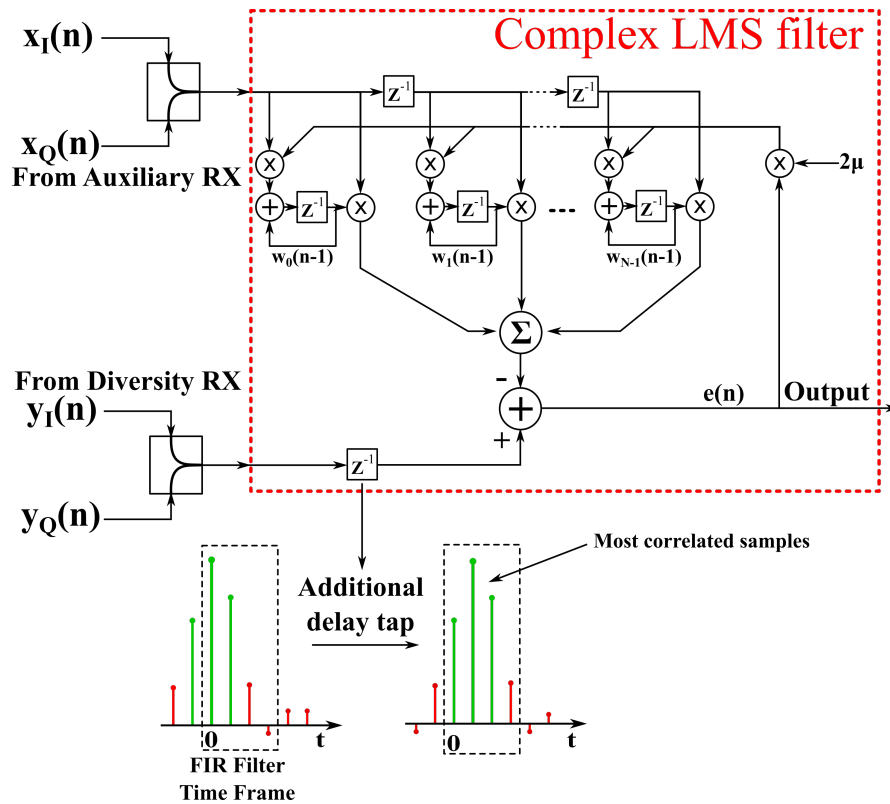 Complex LMS filter
x_I(n)
x_Q(n)
From Auxiliary RX
z⁻¹ z⁻¹
x x x x 2μ
+ z⁻¹ x + z⁻¹ x --- + z⁻¹ x
w₀(n-1) w₁(n-1) w_N-1(n-1)
Σ
-
From Diversity RX
y_I(n)
+ e(n) Output
+
z⁻¹
y_Q(n)
Most correlated samples
Additional
delay tap
0 t 0 t
FIR Filter
Time Frame